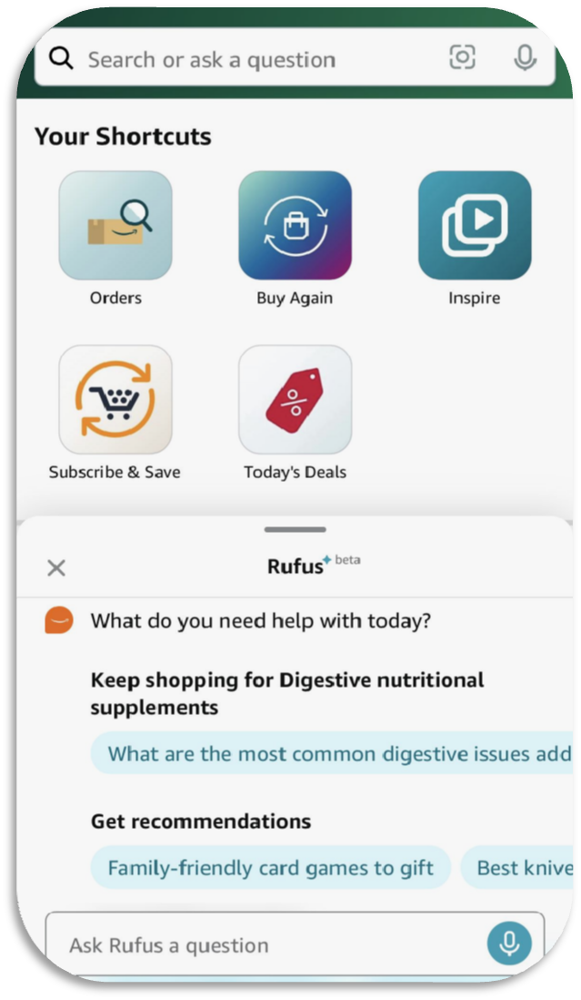 Search or ask a question
Your Shortcuts
Orders
Buy Again
Inspire
Subscribe & Save
Today's Deals
Rufus beta
What do you need help with today?
Keep shopping for Digestive nutritional
supplements
What are the most common digestive issues add
Get recommendations
Family-friendly card games to gift
Best knive
Ask Rufus a question